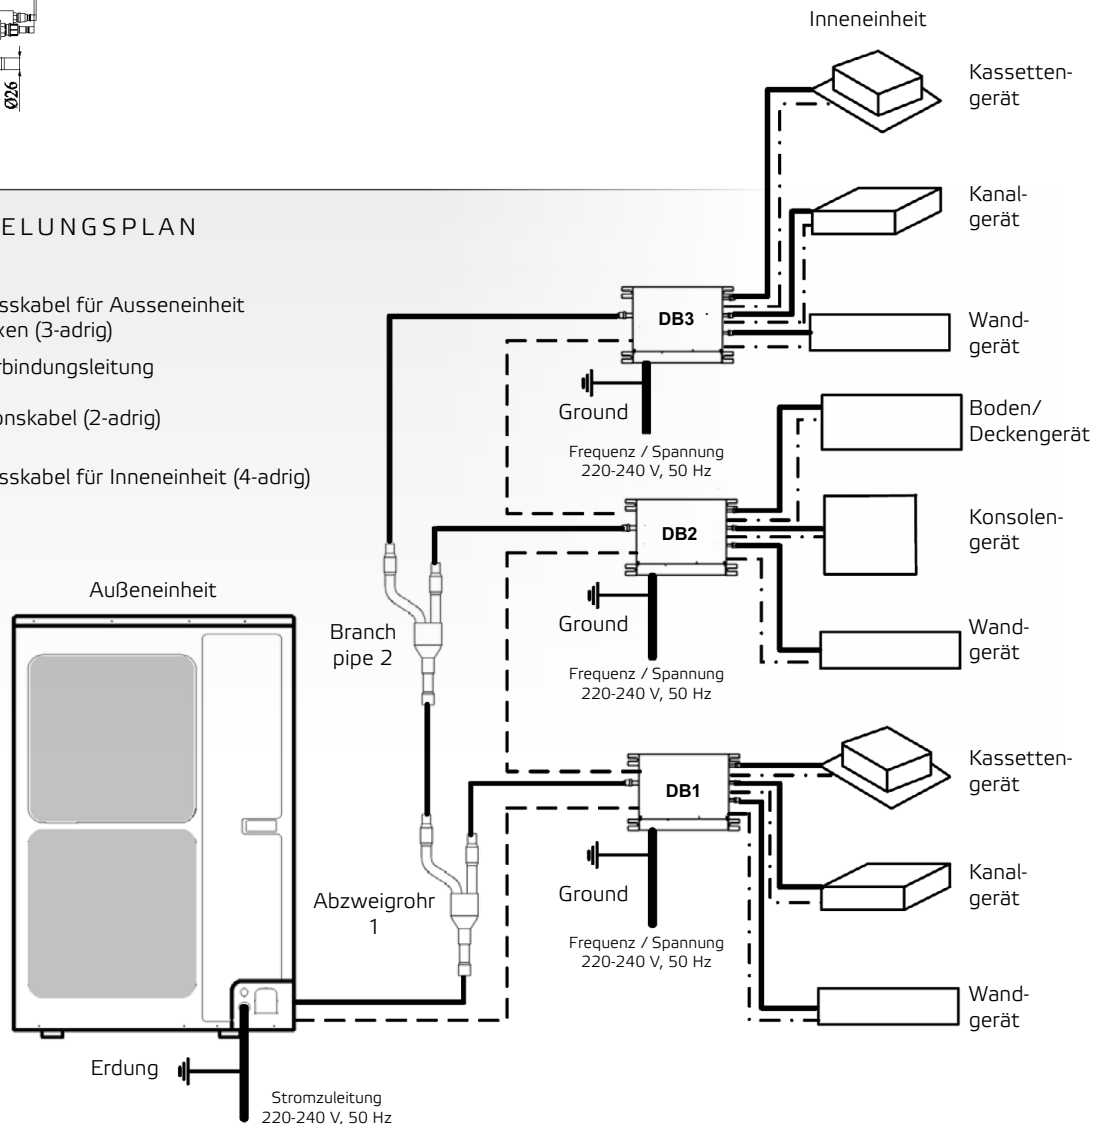 Ø26
Inneneinheit
Kassetten-
gerät
Kanal-
gerät
Wand-
gerät
Boden/
Deckengerät
Konsolen-
gerät
Wand-
gerät
Kassetten-
gerät
Kanal-
gerät
Wand-
gerät
ELUNGSPLAN
sskabel für Ausseneinheit
xen (3-adrig)
rbindungsleitung
onskabel (2-adrig)
sskabel für Inneneinheit (4-adrig)
DB3
Ground
Frequenz / Spannung
220-240 V, 50 Hz
DB2
Ground
Frequenz / Spannung
220-240 V, 50 Hz
DB1
Ground
Frequenz / Spannung
220-240 V, 50 Hz
Außeneinheit
Branch
pipe 2
Abzweigrohr
1
Erdung
Stromzuleitung
220-240 V, 50 Hz